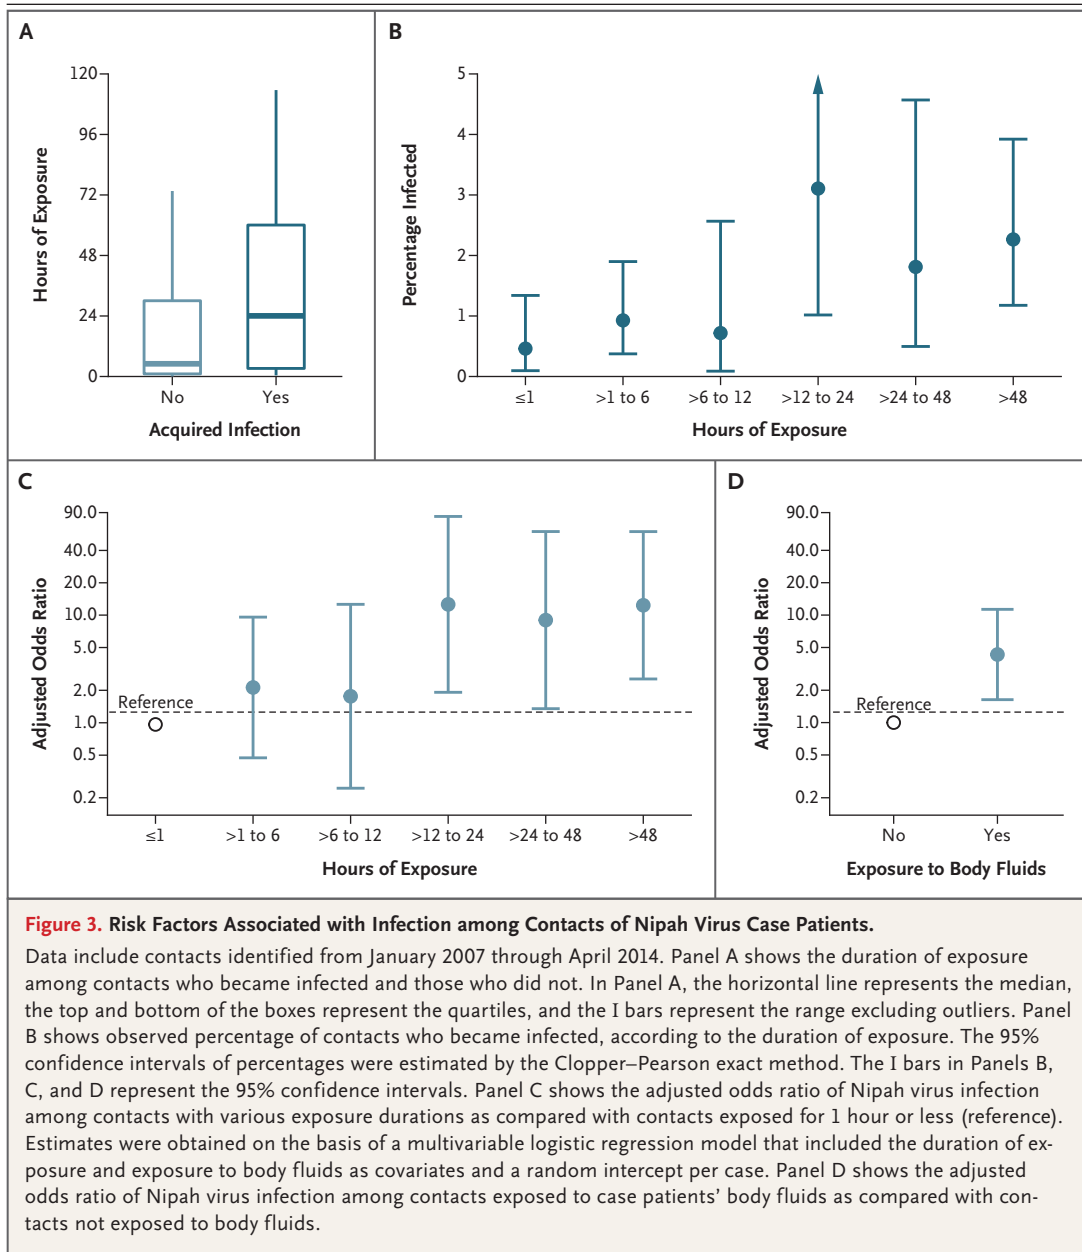 A
Hours of Exposure
120
96
72
48
24
0
No
Yes
Acquired Infection
B
Percentage Infected
5
4
3
2
1
0
≤1
>1 to 6
>6 to 12
>12 to 24
>24 to 48
>48
Hours of Exposure
C
Adjusted Odds Ratio
90.0
40.0
20.0
10.0
5.0
2.0
1.0
0.5
0.2
Reference
≤1
>1 to 6
>6 to 12
>12 to 24
>24 to 48
>48
Hours of Exposure
D
Adjusted Odds Ratio
90.0
40.0
20.0
10.0
5.0
2.0
1.0
0.5
0.2
Reference
No
Yes
Exposure to Body Fluids
Figure 3. Risk Factors Associated with Infection among Contacts of Nipah Virus Case Patients.
Data include contacts identified from January 2007 through April 2014. Panel A shows the duration of exposure
among contacts who became infected and those who did not. In Panel A, the horizontal line represents the median,
the top and bottom of the boxes represent the quartiles, and the I bars represent the range excluding outliers. Panel
B shows observed percentage of contacts who became infected, according to the duration of exposure. The 95%
confidence intervals of percentages were estimated by the Clopper–Pearson exact method. The I bars in Panels B,
C, and D represent the 95% confidence intervals. Panel C shows the adjusted odds ratio of Nipah virus infection
among contacts with various exposure durations as compared with contacts exposed for 1 hour or less (reference).
Estimates were obtained on the basis of a multivariable logistic regression model that included the duration of ex-
posure and exposure to body fluids as covariates and a random intercept per case. Panel D shows the adjusted
odds ratio of Nipah virus infection among contacts exposed to case patients' body fluids as compared with con-
tacts not exposed to body fluids.